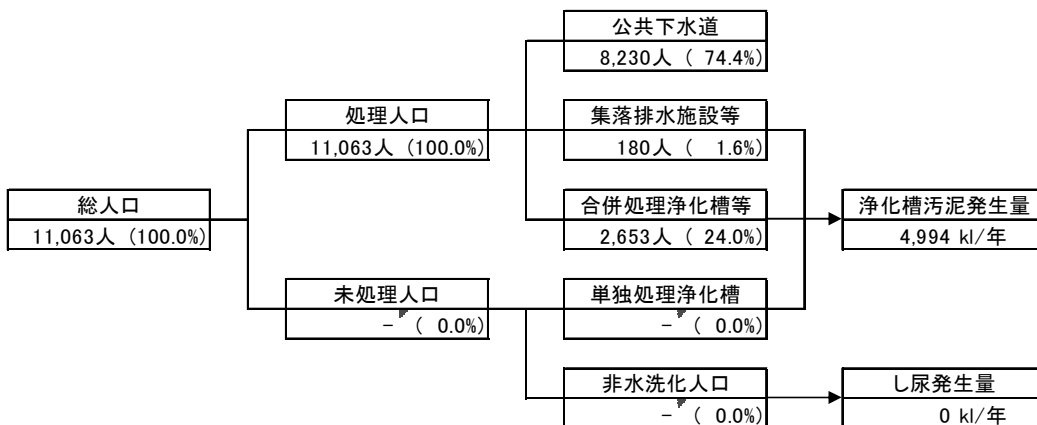 公共下水道
8,230人 ( 74.4%)
処理人口
11,063人 (100.0%)
集落排水施設等
180人 ( 1.6%)
総人口
11,063人 (100.0%)
合併処理浄化槽等
2,653人 ( 24.0%)
浄化槽汚泥発生量
4,994 kl/年
未処理人口
- ( 0.0%)
単独処理浄化槽
- ( 0.0%)
非水洗化人口
- ( 0.0%)
し尿発生量
0 kl/年